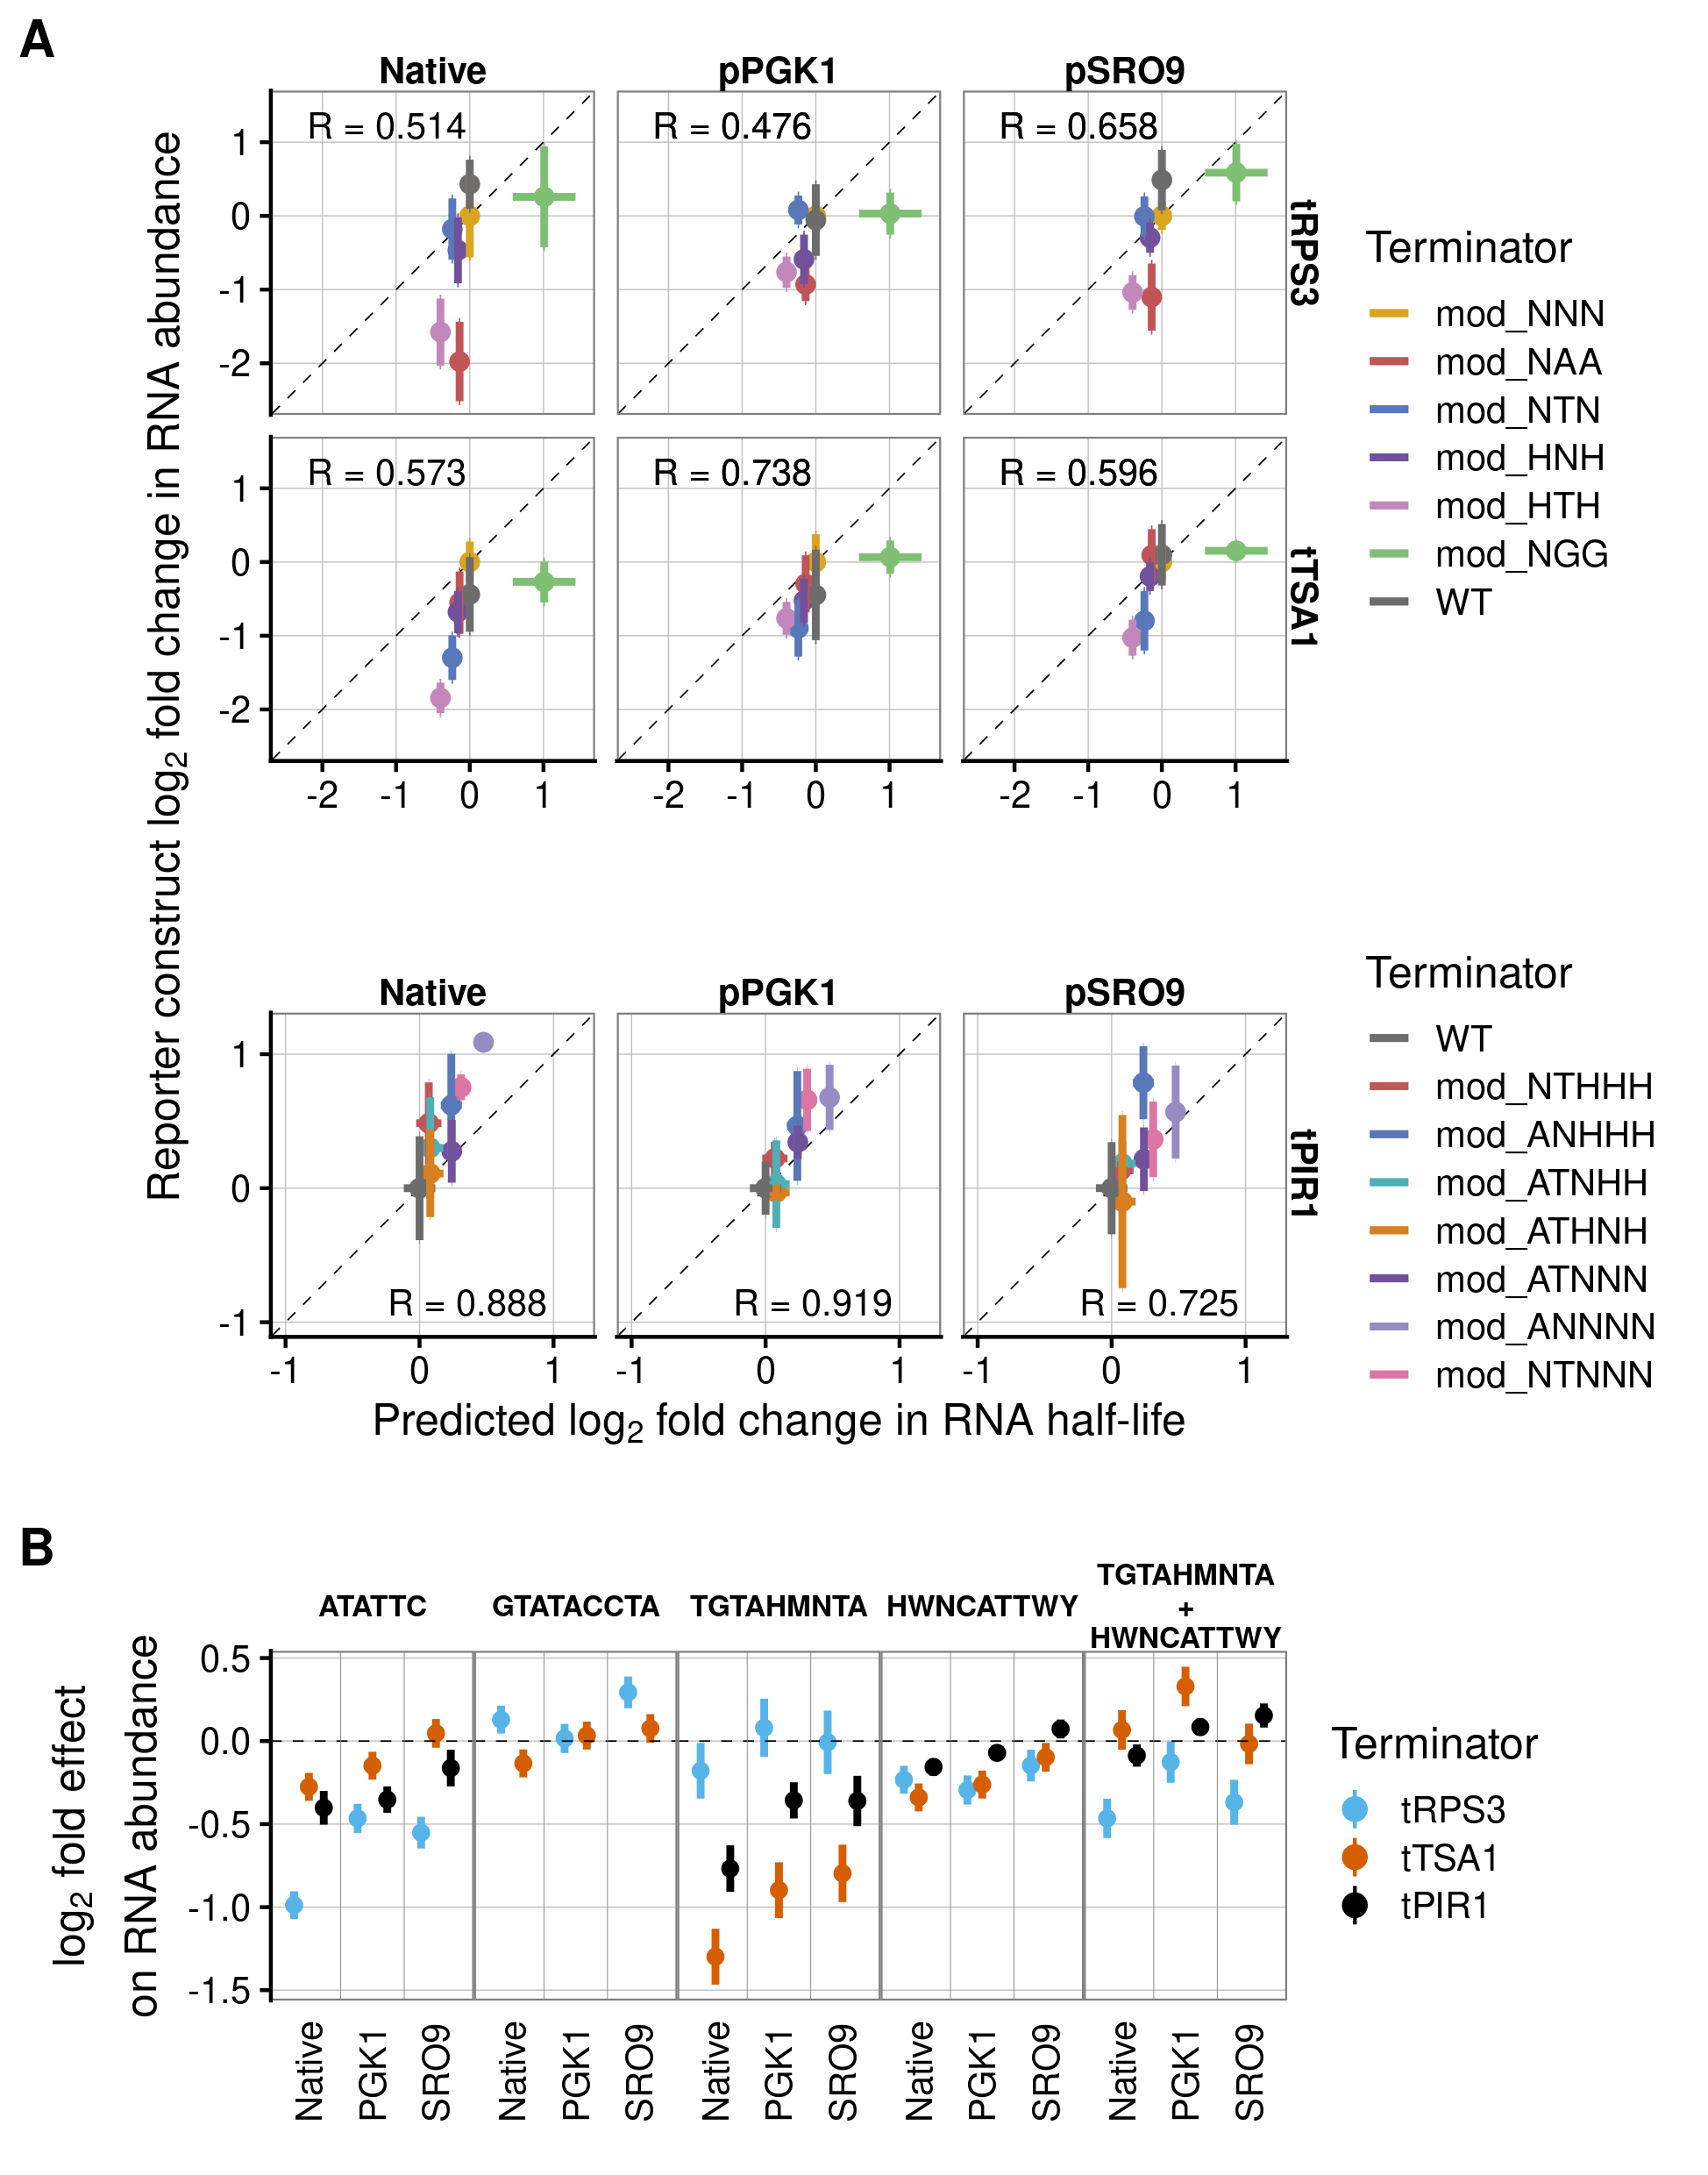 A
Native pPGK1 pSRO9
R = 0.514 R = 0.476 R = 0.658
1
0
-1
-2
tRPS3
R = 0.573 R = 0.738 R = 0.596
1
0
-1
-2
tTSA1
-2 -1 0 1 -2 -1 0 1 -2 -1 0 1
Terminator
mod_NNN
mod_NAA
mod_NTN
mod_HNH
mod_HTH
mod_NGG
WT
Reporter construct log2 fold change in RNA abundance
Native pPGK1 pSRO9
1
0
-1
R = 0.888 R = 0.919 R = 0.725
tPIR1
-1 0 1 -1 0 1 -1 0 1
Predicted log2 fold change in RNA half-life
Terminator
WT
mod_NTHHH
mod_ANHHH
mod_ATNHH
mod_ATHNH
mod_ATNNN
mod_ANNNN
mod_NTNNN
B
ATATTC GTATACCTA TGTAHMNTA HWNCATTWY
TGTAHMNTA
+
HWNCATTWY
log2 fold effect
on RNA abundance
0.5
0.0
-0.5
-1.0
-1.5
Native PGK1 SRO9 Native PGK1 SRO9 Native PGK1 SRO9 Native PGK1 SRO9 Native PGK1 SRO9
Terminator
tRPS3
tTSA1
tPIR1